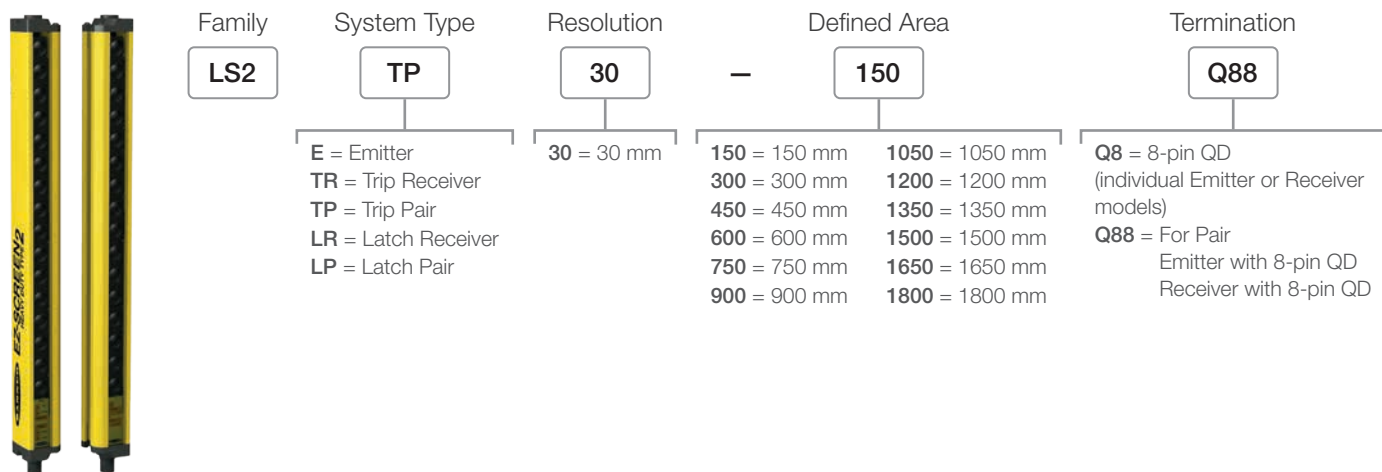 Family
System Type
Resolution
Defined Area
Termination
LS2
TP
30
–
150
Q88
E = Emitter
TR = Trip Receiver
TP = Trip Pair
LR = Latch Receiver
LP = Latch Pair
30 = 30 mm
150 = 150 mm
300 = 300 mm
450 = 450 mm
600 = 600 mm
750 = 750 mm
900 = 900 mm
1050 = 1050 mm
1200 = 1200 mm
1350 = 1350 mm
1500 = 1500 mm
1650 = 1650 mm
1800 = 1800 mm
Q8 = 8-pin QD
(individual Emitter or Receiver
models)
Q88 = For Pair
Emitter with 8-pin QD
Receiver with 8-pin QD
EZ-SCREEN2